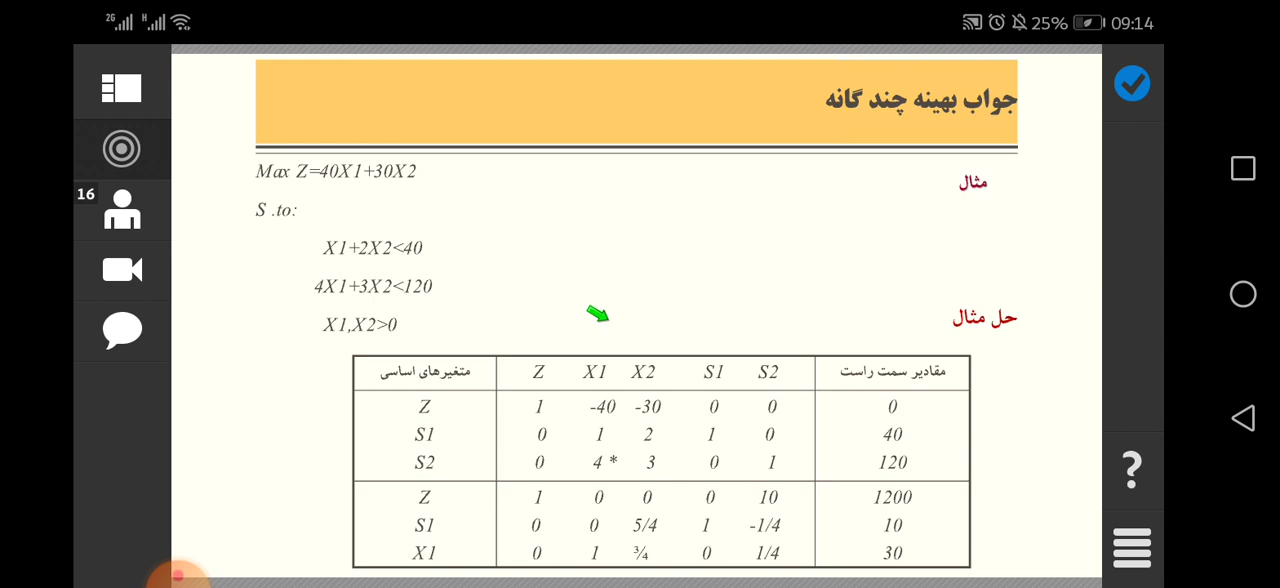 2G H 25% 09:14
16
جواب بهینه چند گانه
Max Z=40X1+30X2
مثال
S .to:
X1+2X2<40
4X1+3X2<120
X1,X2>0
حل مثال
متغیرهای اساسی Z X1 X2 S1 S2 مقادیر سمت راست
Z 1 -40 -30 0 0 0
S1 0 1 2 1 0 40
S2 0 4 * 3 0 1 120
Z 1 0 0 0 10 1200
S1 0 0 5/4 1 -1/4 10
X1 0 1 ¾ 0 1/4 30
?